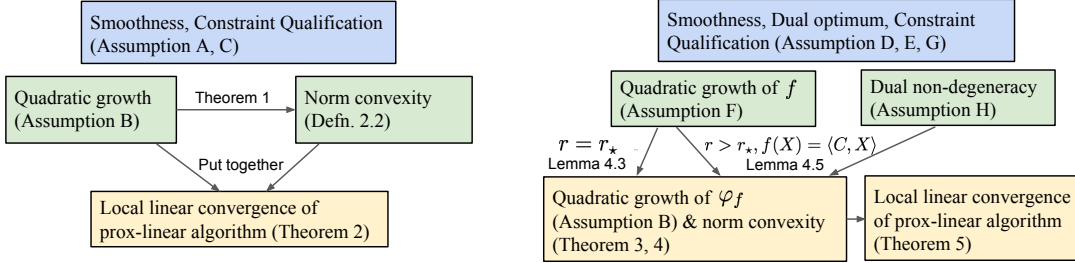 Smoothness, Constraint Qualification
(Assumption A, C)
Quadratic growth
(Assumption B)
Theorem 1
Norm convexity
(Defn. 2.2)
Put together
Local linear convergence of
prox-linear algorithm (Theorem 2)
Smoothness, Dual optimum, Constraint
Qualification (Assumption D, E, G)
Quadratic growth of f
(Assumption F)
Dual non-degeneracy
(Assumption H)
r = r⋆
Lemma 4.3
r > r⋆, f(X) = ⟨C, X⟩
Lemma 4.5
Quadratic growth of φ_f
(Assumption B) & norm convexity
(Theorem 3, 4)
Local linear convergence
of prox-linear algorithm
(Theorem 5)